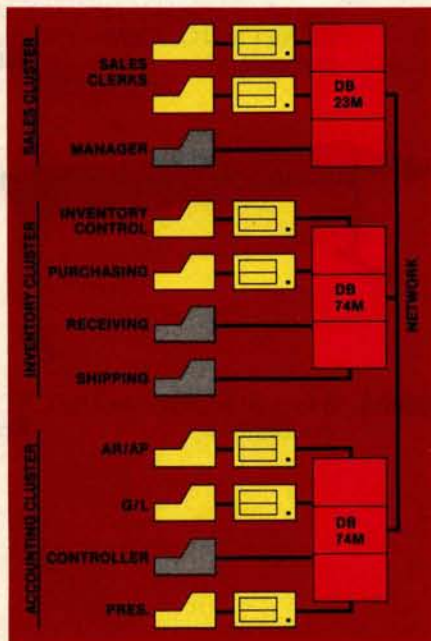 SALES CLUSTER
SALES
CLERKS
MANAGER
DB
23M
INVENTORY CLUSTER
INVENTORY
CONTROL
PURCHASING
RECEIVING
SHIPPING
DB
74M
NETWORK
ACCOUNTING CLUSTER
AR/AP
G/L
CONTROLLER
PRES.
DB
74M